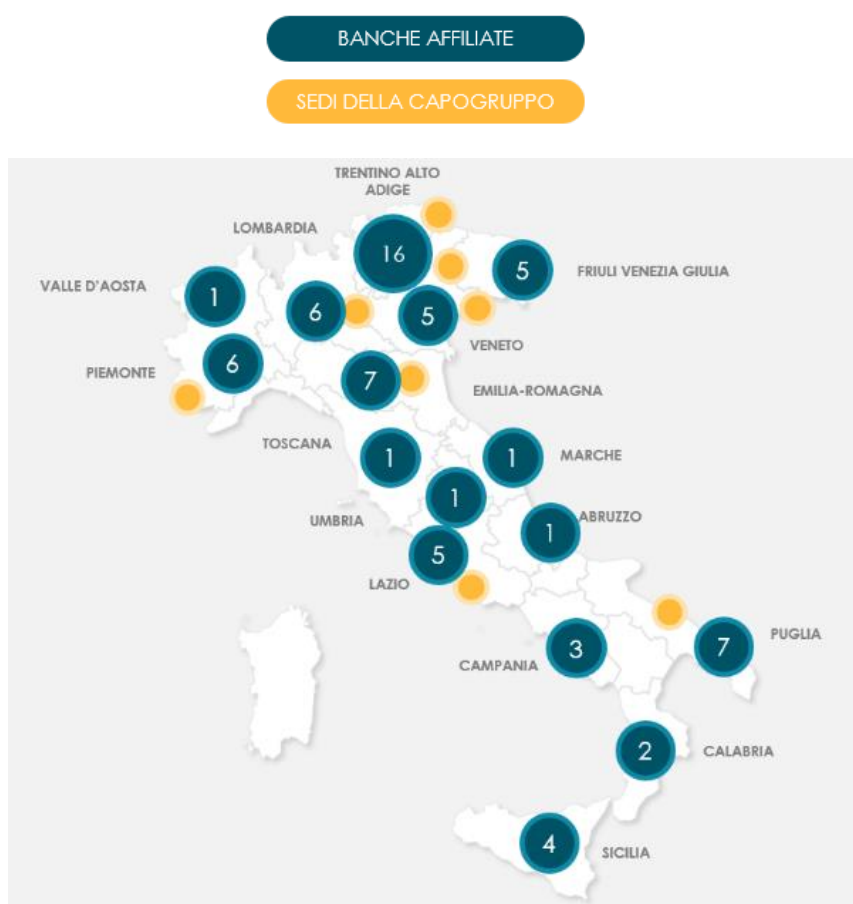 BANCHE AFFILIATE
SEDI DELLA CAPOGRUPPO
TRENTINO ALTO
ADIGE
LOMBARDIA
16
5
FRIULI VENEZIA GIULIA
VALLE D'AOSTA
1
6
5
VENETO
PIEMONTE
6
7
EMILIA-ROMAGNA
TOSCANA
1
1
MARCHE
1
UMBRIA
ABRUZZO
1
5
LAZIO
PUGLIA
7
3
CAMPANIA
2
CALABRIA
4
SICILIA